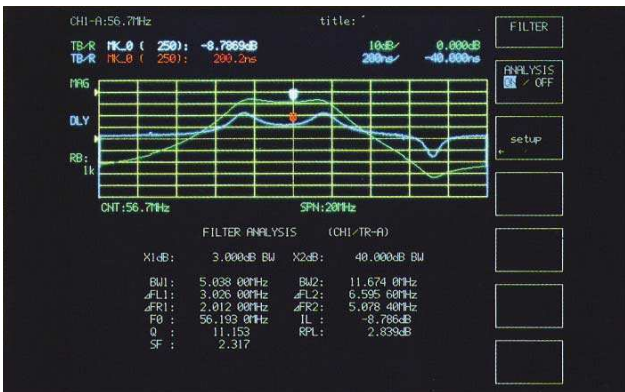 CH1-A:56.7MHz title:
FILTER
TB/R MK_0 ( 250): -8.7869dB 10dB/ 0.000dB
TB/R MK_0 ( 250): 200.2ns 200ns/ -40.000ns
ANALYSIS
ON / OFF
MAG
DLY
setup
RB:
1k
CNT:56.7MHz SPN:20MHz
FILTER ANALYSIS (CH1/TR-A)
X1dB: 3.000dB BW X2dB: 40.000dB BW
BW1: 5.038 00MHz BW2: 11.674 0MHz
⊿FL1: 3.026 00MHz ⊿FL2: 6.595 60MHz
⊿FR1: 2.012 00MHz ⊿FR2: 5.078 40MHz
F0 : 56.193 0MHz IL : -8.786dB
Q : 11.153 RPL: 2.839dB
SF : 2.317